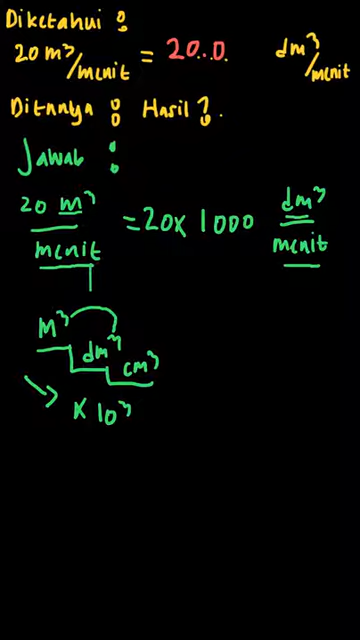 Diketahui :
20 m³/menit = 20...0. dm³/menit
Ditanya : Hasil ?.
Jawab :
20 m³/menit = 20 x 1000 dm³/menit
m³
dm³
cm³
x 10³